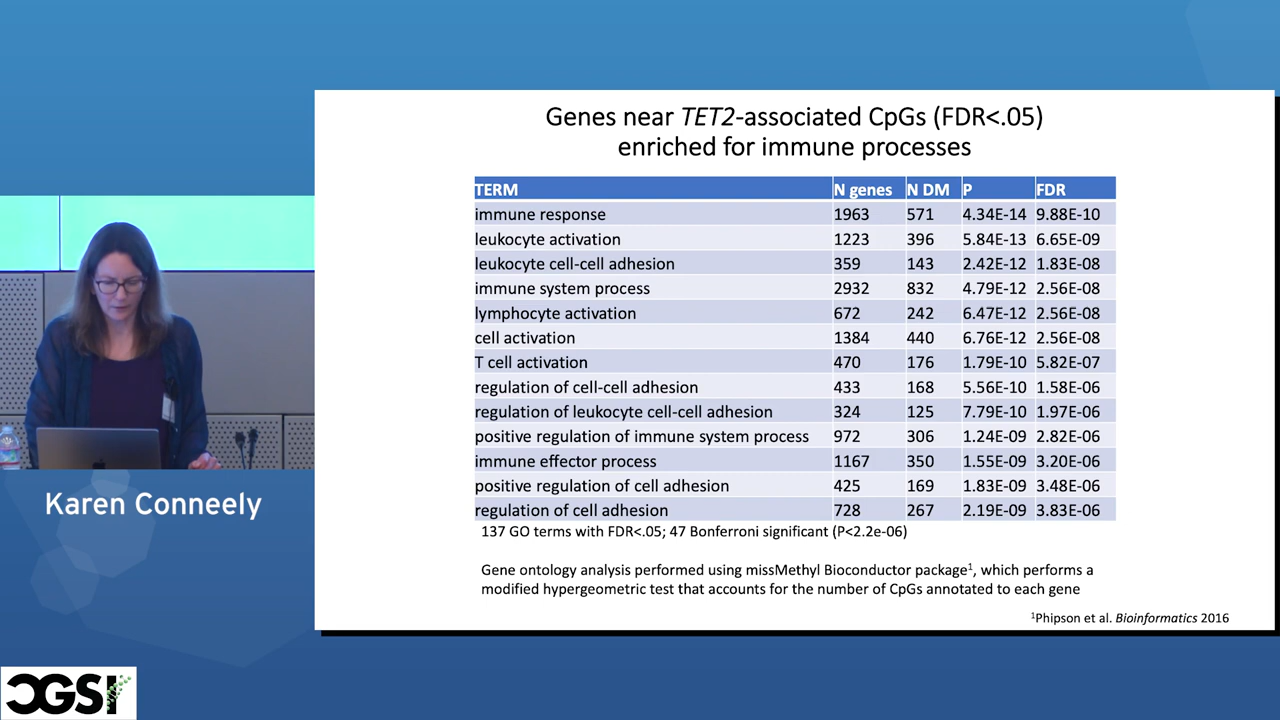 Genes near TET2-associated CpGs (FDR<.05)
enriched for immune processes
TERM N genes N DM P FDR
immune response 1963 571 4.34E-14 9.88E-10
leukocyte activation 1223 396 5.84E-13 6.65E-09
leukocyte cell-cell adhesion 359 143 2.42E-12 1.83E-08
immune system process 2932 832 4.79E-12 2.56E-08
lymphocyte activation 672 242 6.47E-12 2.56E-08
cell activation 1384 440 6.76E-12 2.56E-08
T cell activation 470 176 1.79E-10 5.82E-07
regulation of cell-cell adhesion 433 168 5.56E-10 1.58E-06
regulation of leukocyte cell-cell adhesion 324 125 7.79E-10 1.97E-06
positive regulation of immune system process 972 306 1.24E-09 2.82E-06
immune effector process 1167 350 1.55E-09 3.20E-06
positive regulation of cell adhesion 425 169 1.83E-09 3.48E-06
regulation of cell adhesion 728 267 2.19E-09 3.83E-06
137 GO terms with FDR<.05; 47 Bonferroni significant (P<2.2e-06)
Gene ontology analysis performed using missMethyl Bioconductor package¹, which performs a
modified hypergeometric test that accounts for the number of CpGs annotated to each gene
¹Phipson et al. Bioinformatics 2016
Karen Conneely
CGSI